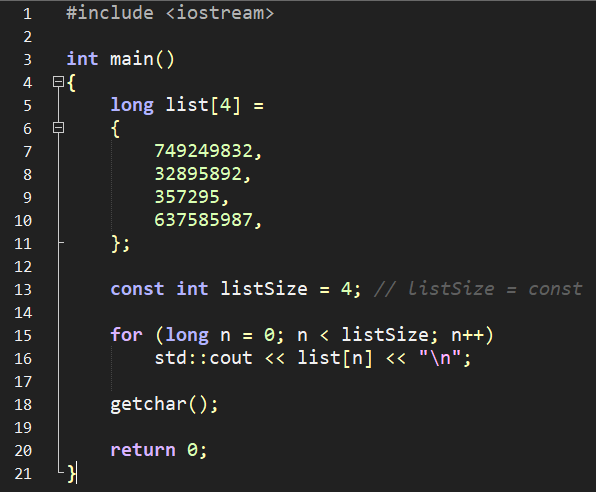 1 #include <iostream>
2
3 int main()
4 {
5 long list[4] =
6 {
7 749249832,
8 32895892,
9 357295,
10 637585987,
11 };
12
13 const int listSize = 4; // listSize = const
14
15 for (long n = 0; n < listSize; n++)
16 std::cout << list[n] << "\n";
17
18 getchar();
19
20 return 0;
21 }